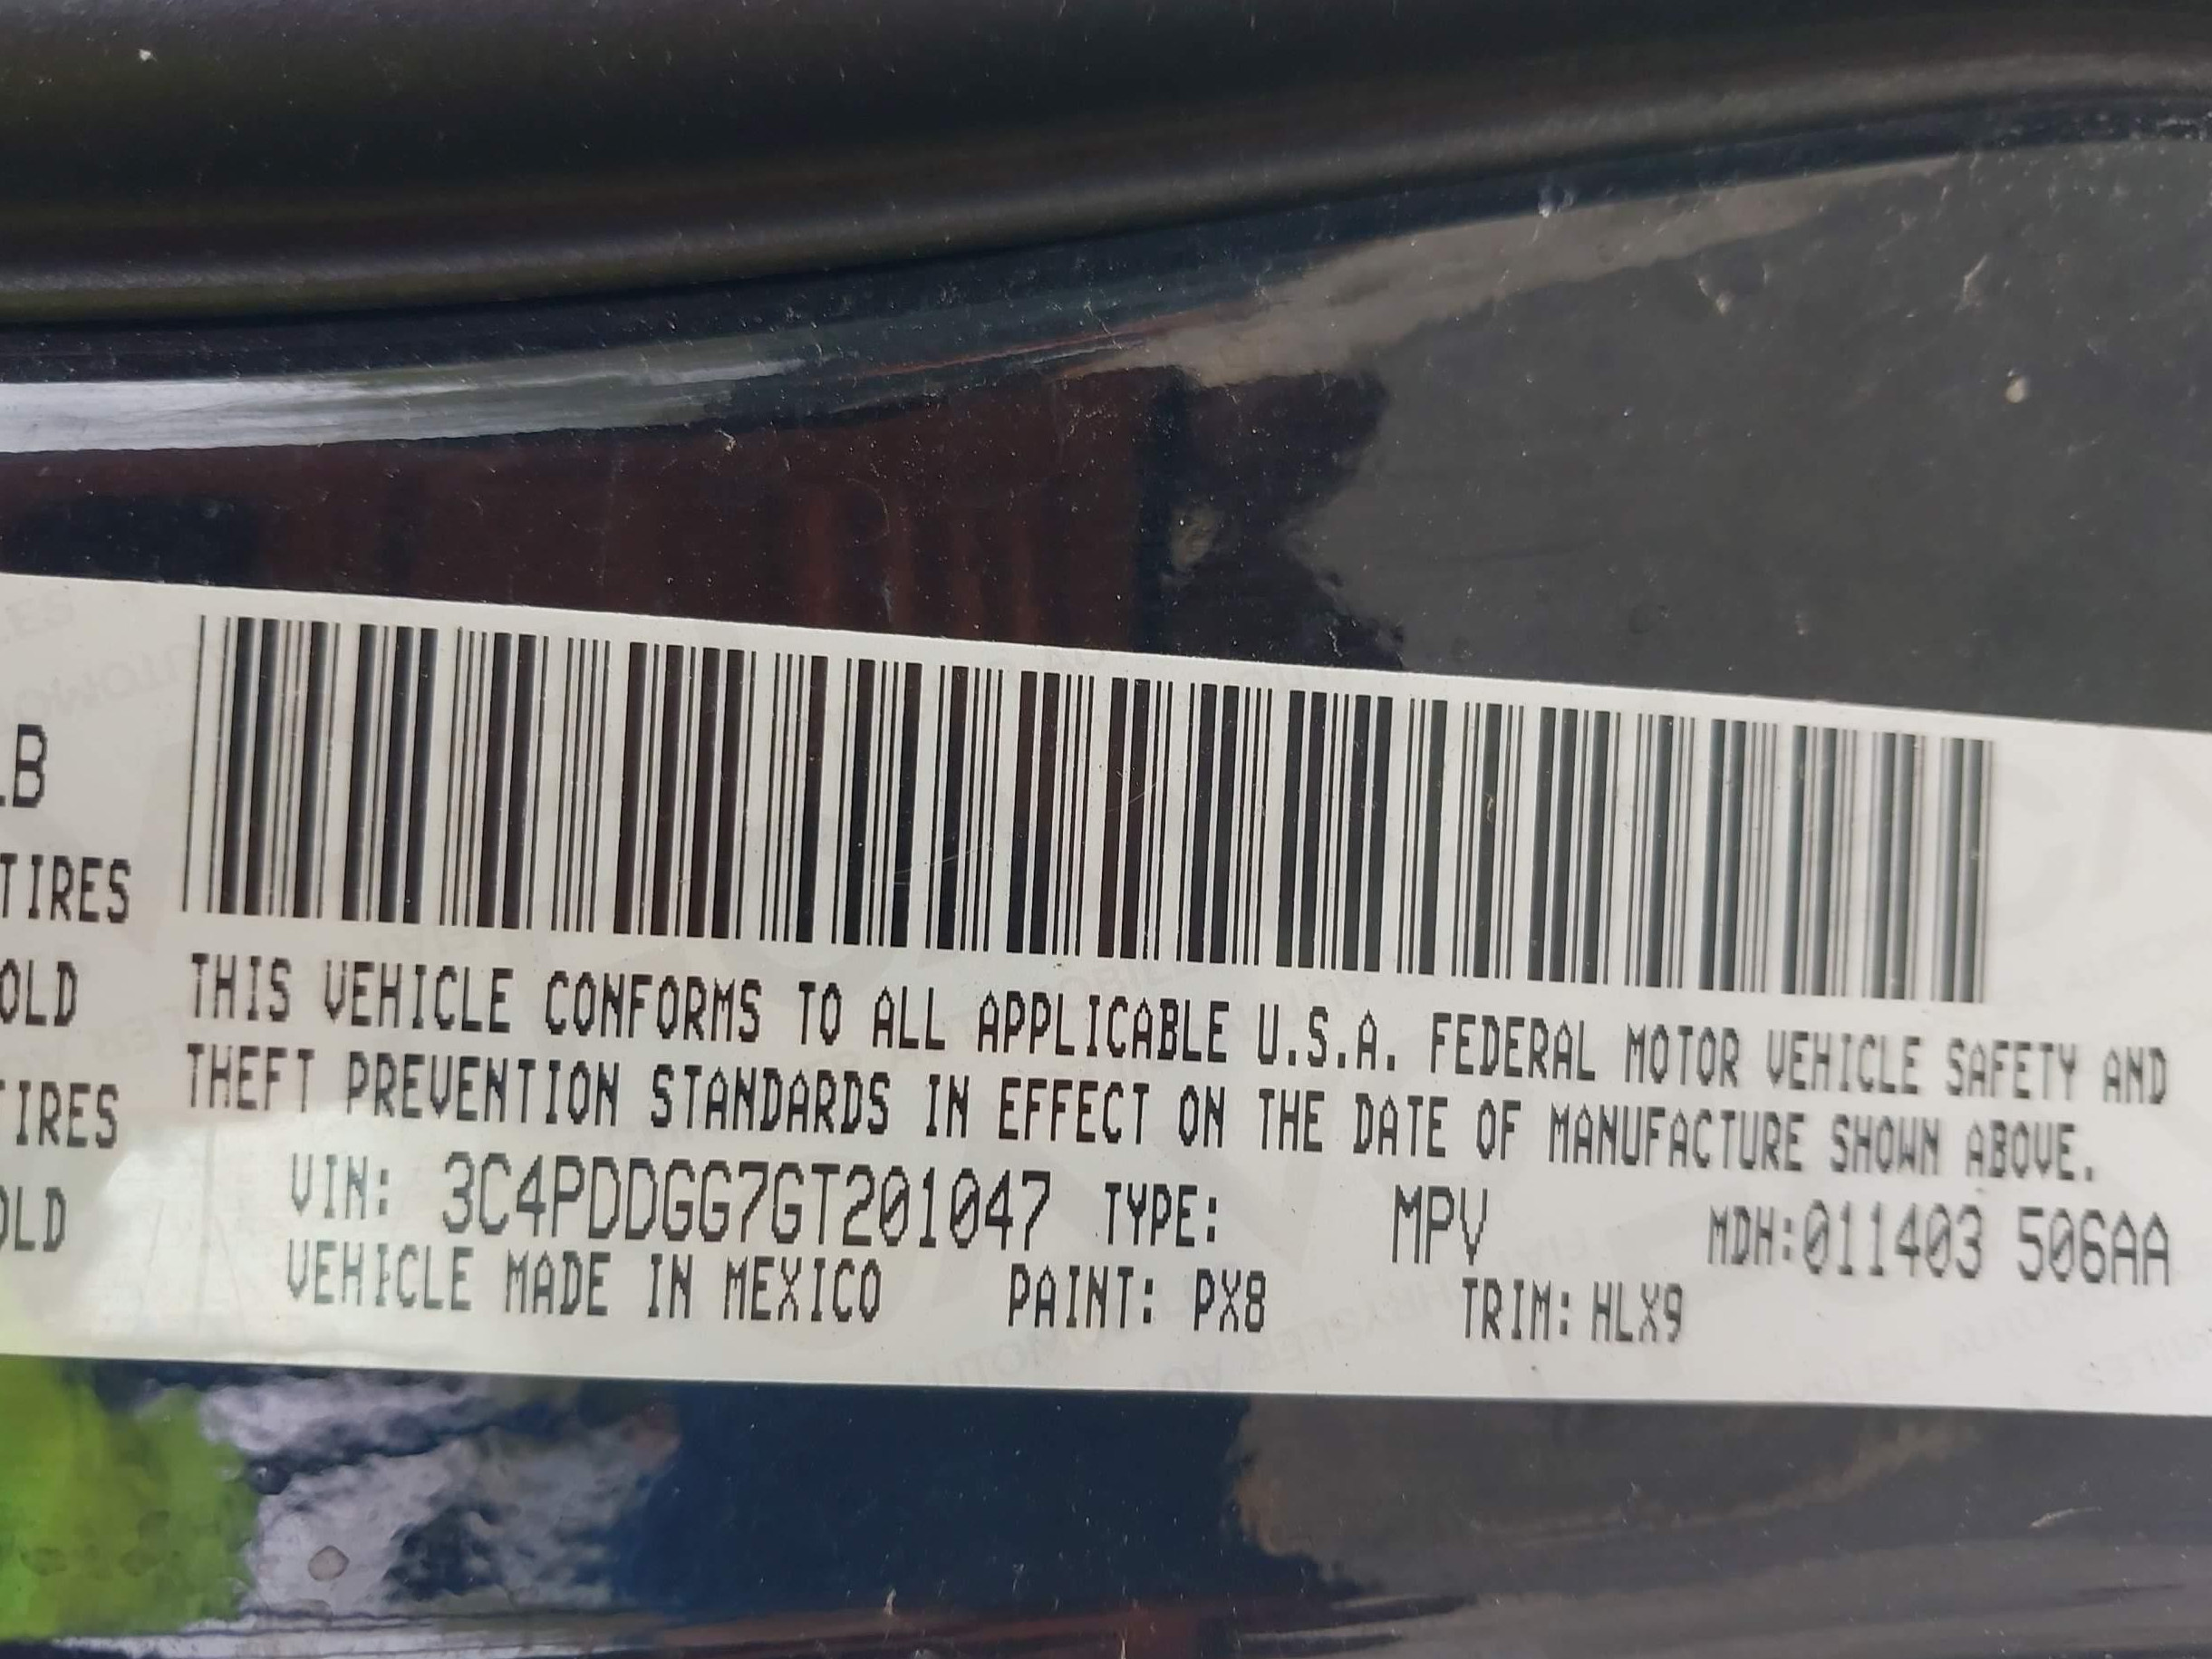 LB
TIRES
OLD
TIRES
OLD
THIS VEHICLE CONFORMS TO ALL APPLICABLE U.S.A. FEDERAL MOTOR VEHICLE SAFETY AND
THEFT PREVENTION STANDARDS IN EFFECT ON THE DATE OF MANUFACTURE SHOWN ABOVE.
VIN: 3C4PDDGG7GT201047 TYPE: MPV MDH:011403 506AA
VEHICLE MADE IN MEXICO PAINT: PX8 TRIM: HLX9